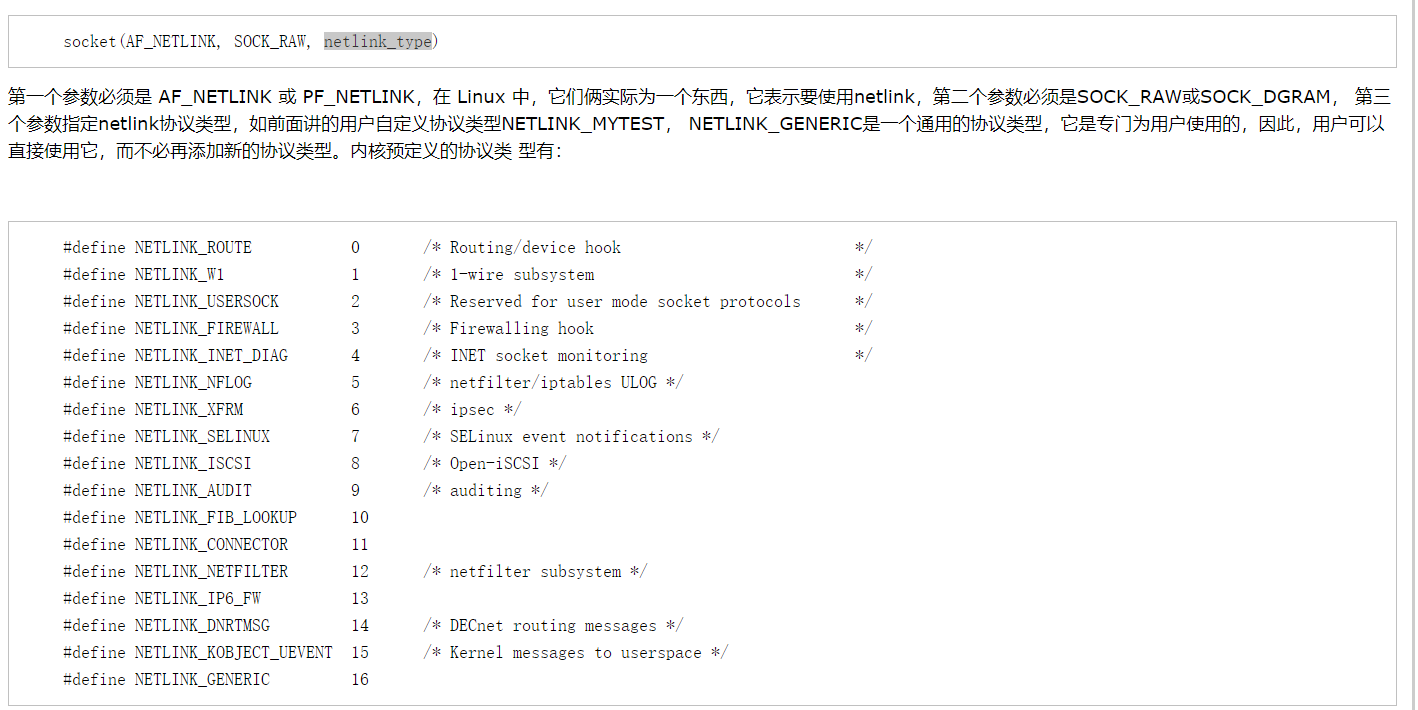 socket(AF_NETLINK, SOCK_RAW, netlink_type)
第一个参数必须是 AF_NETLINK 或 PF_NETLINK，在 Linux 中，它们俩实际为一个东西，它表示要使用netlink，第二个参数必须是SOCK_RAW或SOCK_DGRAM， 第三
个参数指定netlink协议类型，如前面讲的用户自定义协议类型NETLINK_MYTEST， NETLINK_GENERIC是一个通用的协议类型，它是专门为用户使用的，因此，用户可以
直接使用它，而不必再添加新的协议类型。内核预定义的协议类 型有：
#define NETLINK_ROUTE 0 /* Routing/device hook */
#define NETLINK_W1 1 /* 1-wire subsystem */
#define NETLINK_USERSOCK 2 /* Reserved for user mode socket protocols */
#define NETLINK_FIREWALL 3 /* Firewalling hook */
#define NETLINK_INET_DIAG 4 /* INET socket monitoring */
#define NETLINK_NFLOG 5 /* netfilter/iptables ULOG */
#define NETLINK_XFRM 6 /* ipsec */
#define NETLINK_SELINUX 7 /* SELinux event notifications */
#define NETLINK_ISCSI 8 /* Open-iSCSI */
#define NETLINK_AUDIT 9 /* auditing */
#define NETLINK_FIB_LOOKUP 10
#define NETLINK_CONNECTOR 11
#define NETLINK_NETFILTER 12 /* netfilter subsystem */
#define NETLINK_IP6_FW 13
#define NETLINK_DNRTMSG 14 /* DECnet routing messages */
#define NETLINK_KOBJECT_UEVENT 15 /* Kernel messages to userspace */
#define NETLINK_GENERIC 16